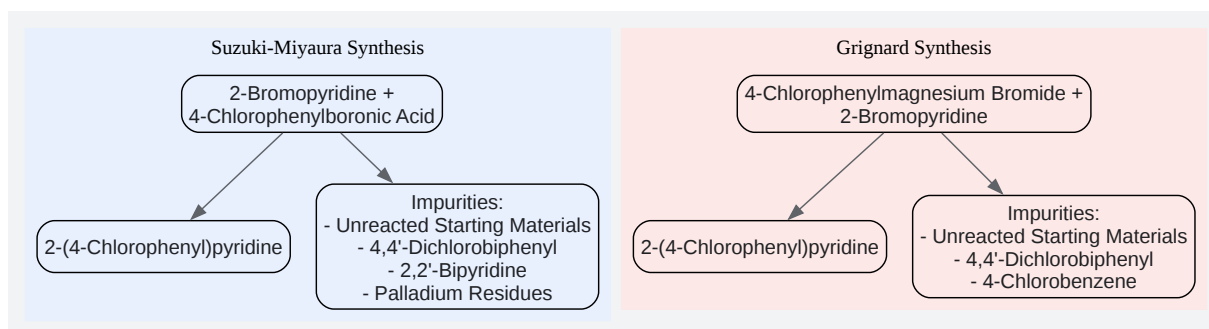 Suzuki-Miyaura Synthesis
2-Bromopyridine +
4-Chlorophenylboronic Acid
2-(4-Chlorophenyl)pyridine
Impurities:
- Unreacted Starting Materials
- 4,4'-Dichlorobiphenyl
- 2,2'-Bipyridine
- Palladium Residues
Grignard Synthesis
4-Chlorophenylmagnesium Bromide +
2-Bromopyridine
2-(4-Chlorophenyl)pyridine
Impurities:
- Unreacted Starting Materials
- 4,4'-Dichlorobiphenyl
- 4-Chlorobenzene